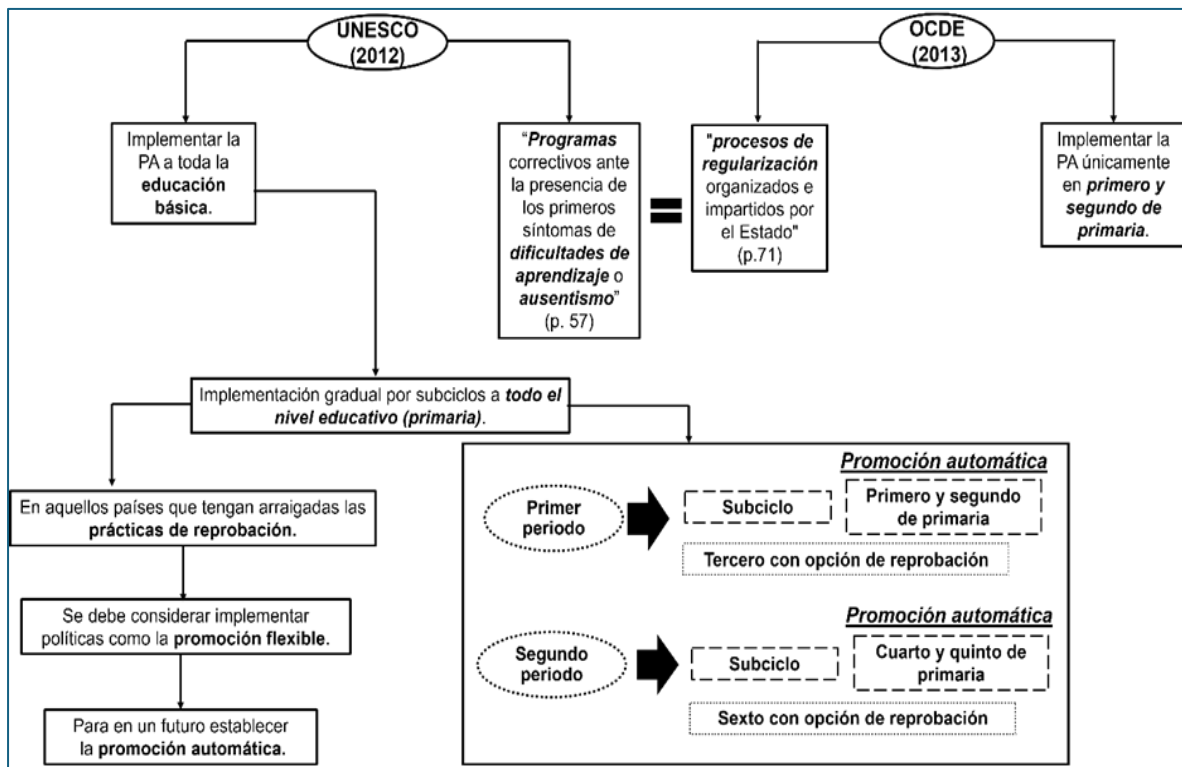 UNESCO
(2012)
OCDE
(2013)
Implementar la
PA a toda la
educación
básica.
“Programas
correctivos ante
la presencia de
los primeros
síntomas de
dificultades de
aprendizaje o
ausentismo”
(p. 57)
=
"procesos de
regularización
organizados e
impartidos por
el Estado"
(p.71)
Implementar la
PA únicamente
en primero y
segundo de
primaria.
Implementación gradual por subciclos a todo el
nivel educativo (primaria).
En aquellos países que tengan arraigadas las
prácticas de reprobación.
Se debe considerar implementar
políticas como la promoción flexible.
Para en un futuro establecer
la promoción automática.
Promoción automática
Primer
periodo
Subciclo
Primero y segundo
de primaria
Tercero con opción de reprobación
Promoción automática
Segundo
periodo
Subciclo
Cuarto y quinto de
primaria
Sexto con opción de reprobación